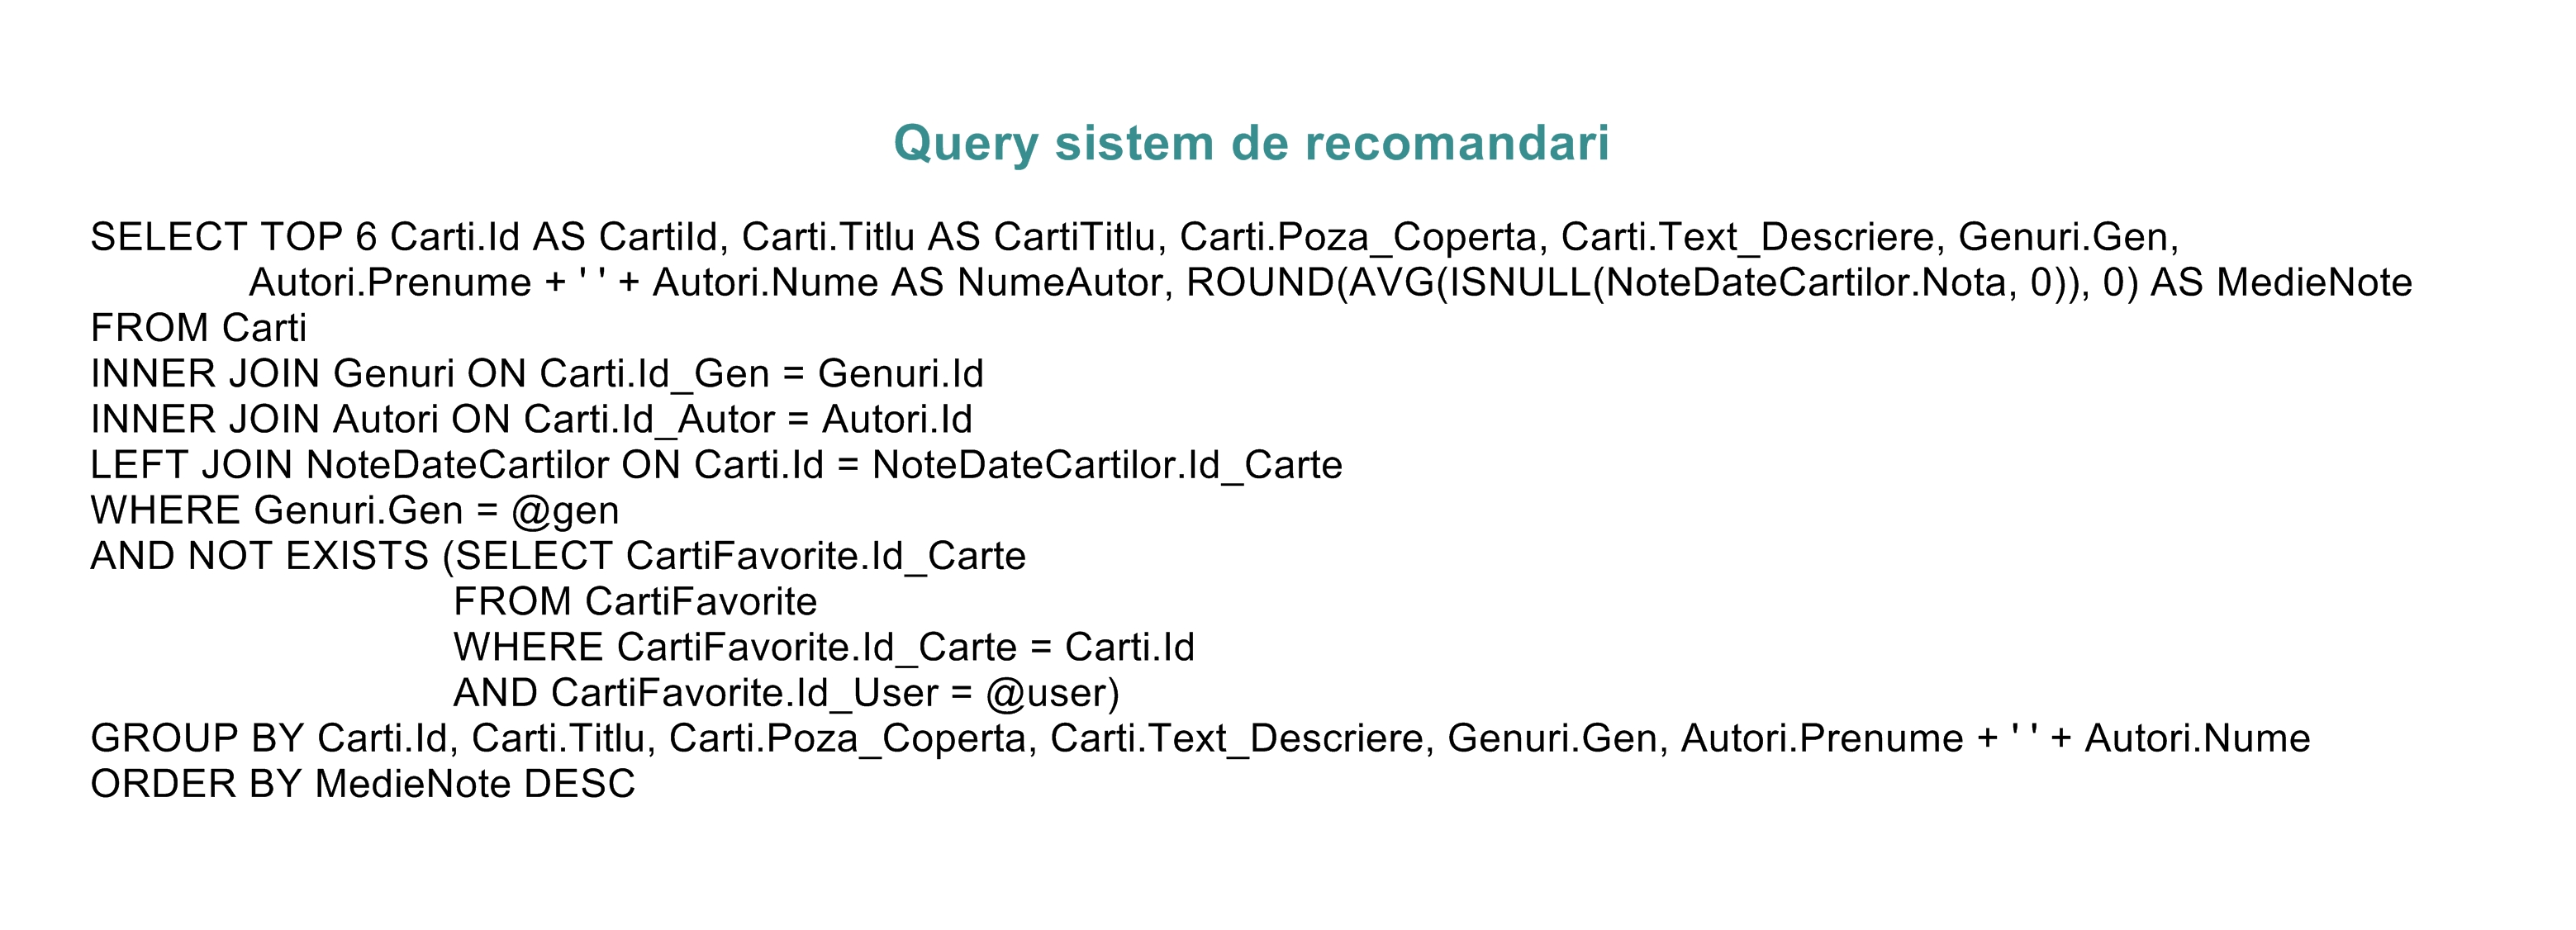 Query sistem de recomandari
SELECT TOP 6 Carti.Id AS CartiId, Carti.Titlu AS CartiTitlu, Carti.Poza_Coperta, Carti.Text_Descriere, Genuri.Gen,
Autori.Prenume + ' ' + Autori.Nume AS NumeAutor, ROUND(AVG(ISNULL(NoteDateCartilor.Nota, 0)), 0) AS MedieNote
FROM Carti
INNER JOIN Genuri ON Carti.Id_Gen = Genuri.Id
INNER JOIN Autori ON Carti.Id_Autor = Autori.Id
LEFT JOIN NoteDateCartilor ON Carti.Id = NoteDateCartilor.Id_Carte
WHERE Genuri.Gen = @gen
AND NOT EXISTS (SELECT CartiFavorite.Id_Carte
FROM CartiFavorite
WHERE CartiFavorite.Id_Carte = Carti.Id
AND CartiFavorite.Id_User = @user)
GROUP BY Carti.Id, Carti.Titlu, Carti.Poza_Coperta, Carti.Text_Descriere, Genuri.Gen, Autori.Prenume + ' ' + Autori.Nume
ORDER BY MedieNote DESC